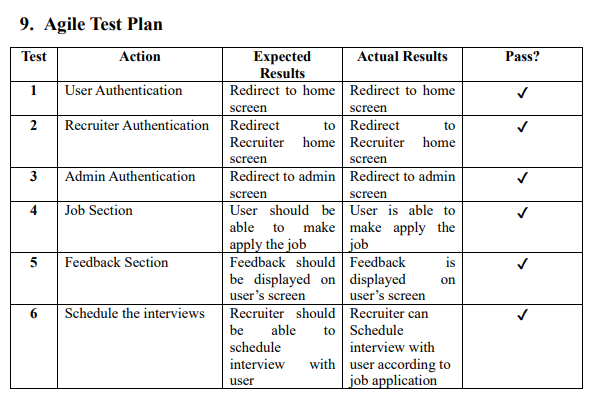 9. Agile Test Plan
Test Action Expected Results Actual Results Pass?
1 User Authentication Redirect to home screen Redirect to home screen ✓
2 Recruiter Authentication Redirect to Recruiter home screen Redirect to Recruiter home screen ✓
3 Admin Authentication Redirect to admin screen Redirect to admin screen ✓
4 Job Section User should be able to make apply the job User is able to make apply the job ✓
5 Feedback Section Feedback should be displayed on user's screen Feedback is displayed on user's screen ✓
6 Schedule the interviews Recruiter should be able to schedule interview with user Recruiter can Schedule interview with user according to job application ✓